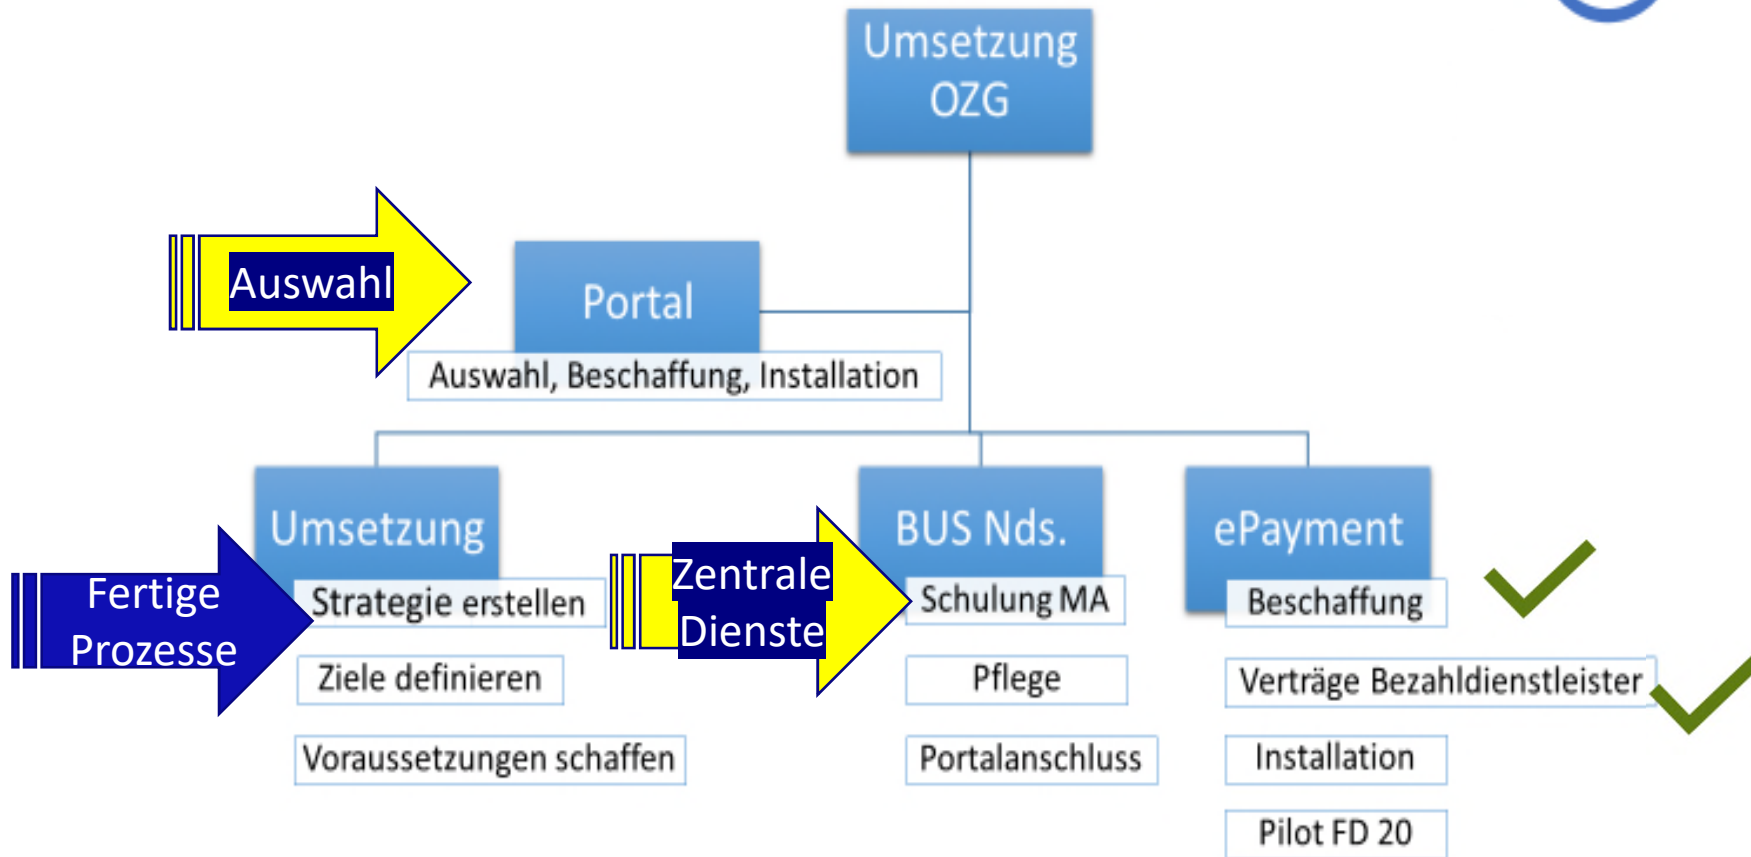 Umsetzung
OZG
Auswahl
Portal
Auswahl, Beschaffung, Installation
Umsetzung
BUS Nds.
ePayment
Fertige
Prozesse
Strategie erstellen
Ziele definieren
Voraussetzungen schaffen
Zentrale
Dienste
Schulung MA
Pflege
Portalanschluss
Beschaffung
Verträge Bezahldienstleister
Installation
Pilot FD 20